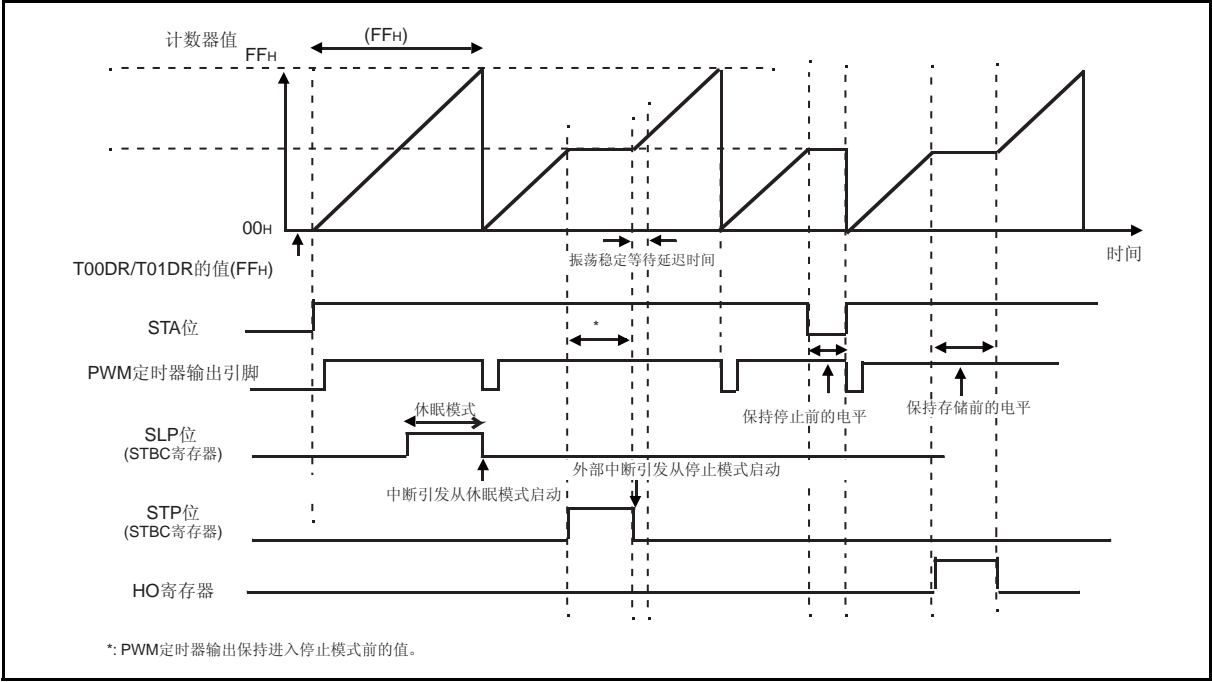 计数器值
FFH
(FFH)
00H
时间
T00DR/T01DR的值(FFH)
振荡稳定等待延迟时间
STA位
*
PWM定时器输出引脚
保持停止前的电平
保持存储前的电平
休眠模式
SLP位
(STBC寄存器)
中断引发从休眠模式启动
外部中断引发从停止模式启动
STP位
(STBC寄存器)
HO寄存器
*: PWM定时器输出保持进入停止模式前的值。